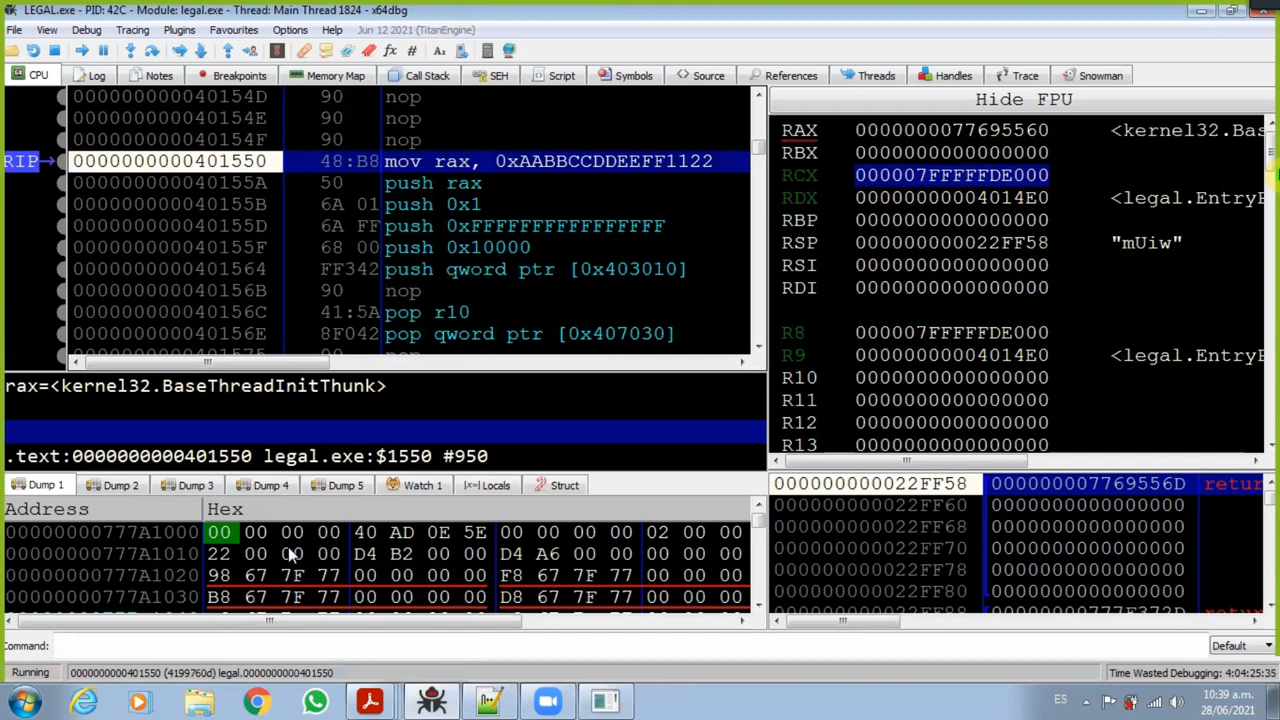 LEGAL.exe - PID: 42C - Module: legal.exe - Thread: Main Thread 1824 - x64dbg
File View Debug Tracing Plugins Favourites Options Help Jun 12 2021 (TitanEngine)
CPU Log Notes Breakpoints Memory Map Call Stack SEH Script Symbols Source References Threads Handles Trace Snowman
000000000040154D 90 nop
000000000040154E 90 nop
000000000040154F 90 nop
RIP 0000000000401550 48:B8 mov rax, 0xAABBCCDDEEFF1122
000000000040155A 50 push rax
000000000040155B 6A 01 push 0x1
000000000040155D 6A FF push 0xFFFFFFFFFFFFFFFF
000000000040155F 68 00 push 0x10000
0000000000401564 FF342 push qword ptr [0x403010]
000000000040156B 90 nop
000000000040156C 41:5A pop r10
000000000040156E 8F042 pop qword ptr [0x407030]
0000000000401575 90 nop
rax=<kernel32.BaseThreadInitThunk>
.text:0000000000401550 legal.exe:$1550 #950
Hide FPU
RAX 0000000077695560 <kernel32.Bas
RBX 0000000000000000
RCX 000007FFFFFDE000
RDX 00000000004014E0 <legal.EntryP
RBP 0000000000000000
RSP 000000000022FF58 "mUiw"
RSI 0000000000000000
RDI 0000000000000000
R8 000007FFFFFDE000
R9 00000000004014E0 <legal.EntryP
R10 0000000000000000
R11 0000000000000000
R12 0000000000000000
R13 0000000000000000
Dump 1 Dump 2 Dump 3 Dump 4 Dump 5 Watch 1 Locals Struct
Address Hex
00000000777A1000 00 00 00 00 40 AD 0E 5E 00 00 00 00 02 00 00 00
00000000777A1010 22 00 00 00 D4 B2 00 00 D4 A6 00 00 00 00 00 00
00000000777A1020 98 67 7F 77 00 00 00 00 F8 67 7F 77 00 00 00 00
00000000777A1030 B8 67 7F 77 00 00 00 00 D8 67 7F 77 00 00 00 00
000000000022FF58 000000007769556D retur
000000000022FF60 0000000000000000
000000000022FF68 0000000000000000
000000000022FF70 0000000000000000
000000000022FF78 0000000000000000
000000000022FF80 0000000000000000
Command: Default
Running 0000000000401550 (4199760d) legal.0000000000401550 Time Wasted Debugging: 4:04:25:35
ES 10:39 a.m.
28/06/2021